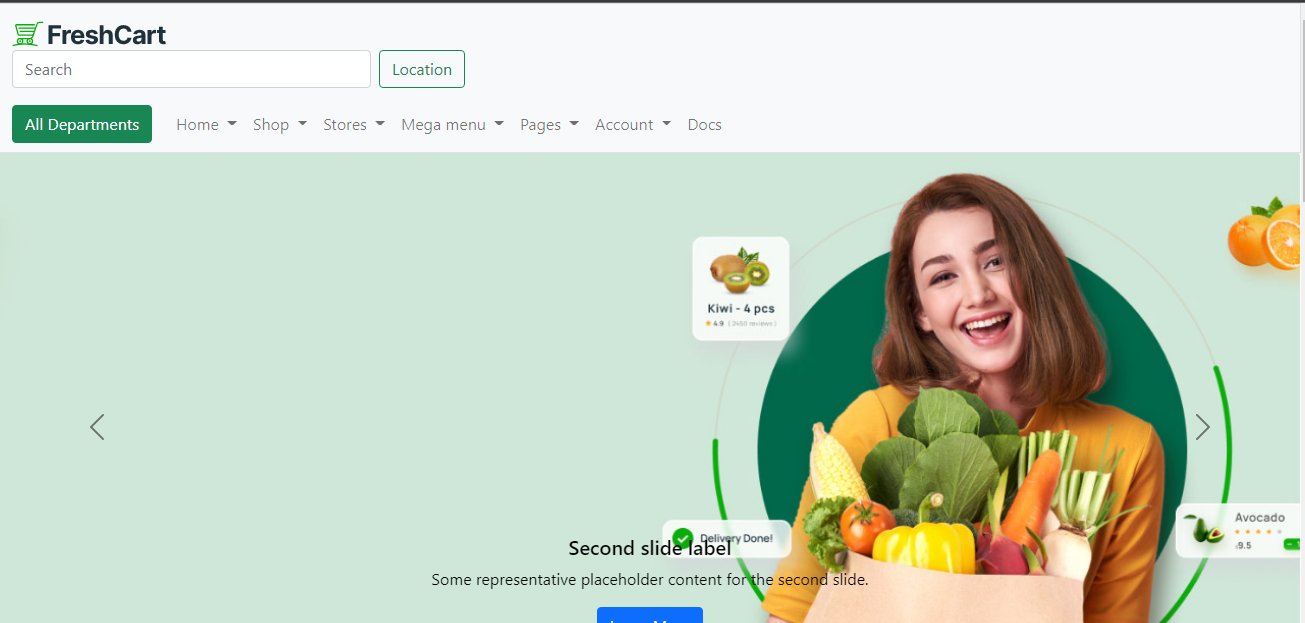 FreshCart
Search
Location
All Departments Home Shop Stores Mega menu Pages Account Docs
Kiwi - 4 pcs
4.9 ( 2450 reviews )
Avocado
9.5
Delivery Done!
Second slide label
Some representative placeholder content for the second slide.